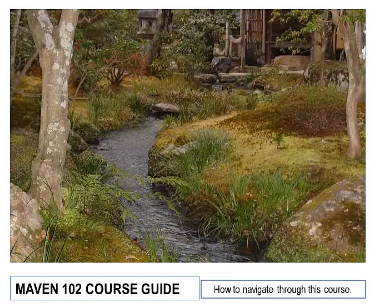 MAVEN 102 COURSE GUIDE
How to navigate through this course.